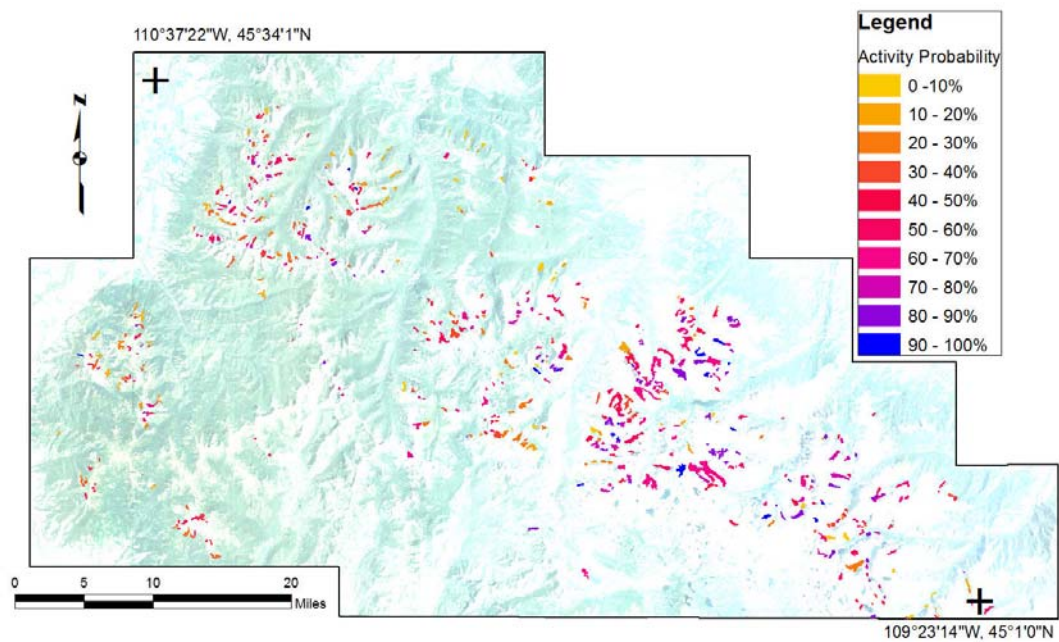 110°37'22"W, 45°34'1"N
Legend
Activity Probability
0 -10%
10 - 20%
20 - 30%
30 - 40%
40 - 50%
50 - 60%
60 - 70%
70 - 80%
80 - 90%
90 - 100%
N
0 5 10 20
Miles
109°23'14"W, 45°1'0"N